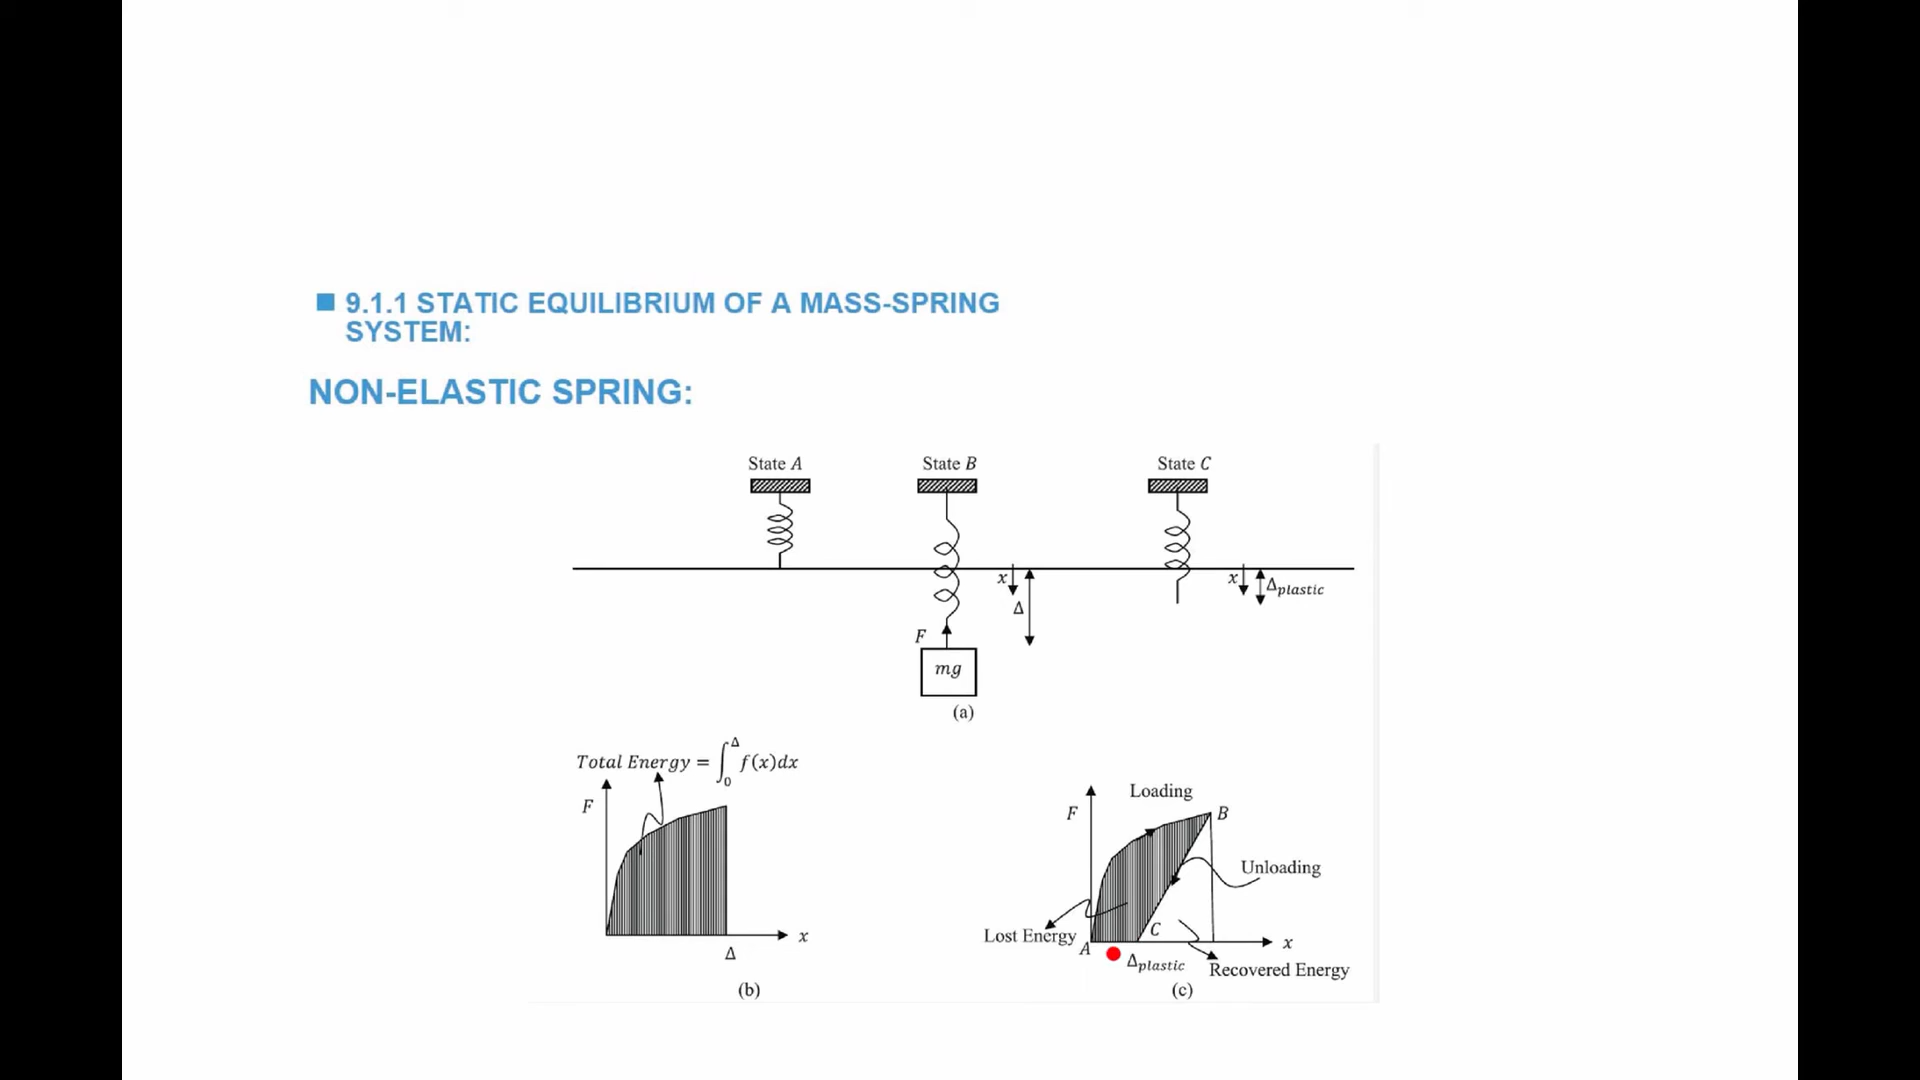 9.1.1 STATIC EQUILIBRIUM OF A MASS-SPRING
SYSTEM:
NON-ELASTIC SPRING:
State A
State B
State C
x
Δ
x
Δplastic
F
mg
(a)
Total Energy = ∫₀^Δ f(x)dx
F
x
Δ
(b)
Loading
F
B
Unloading
Lost Energy
A
C
x
Δplastic
Recovered Energy
(c)